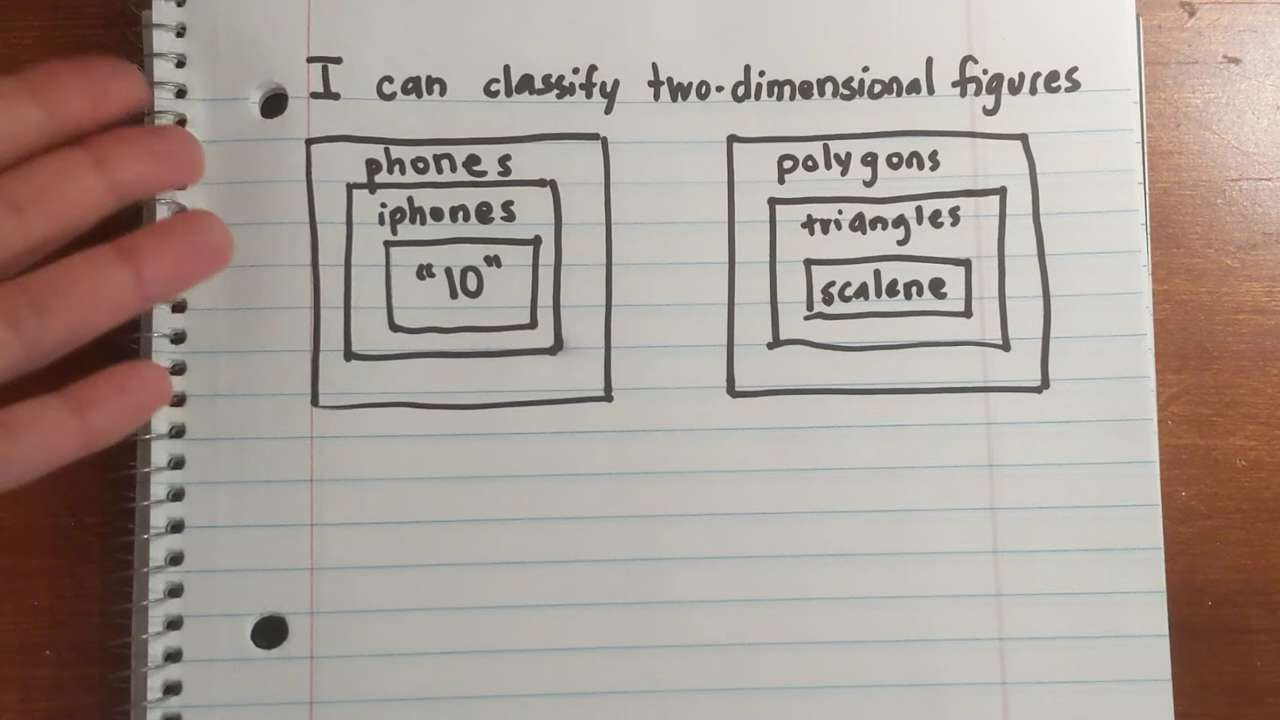 I can classify two-dimensional figures
phones
iphones
"10"
polygons
triangles
scalene